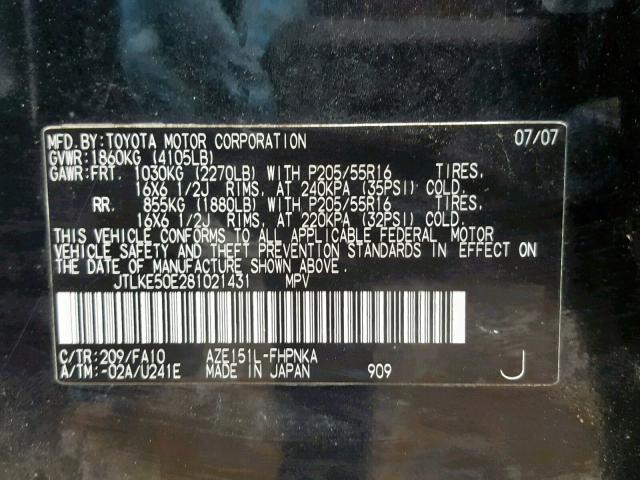 MFD.BY:TOYOTA MOTOR CORPORATION 07/07
GVWR:1860KG (4105LB)
GAWR:FRT. 1030KG (2270LB) WITH P205/55R16 TIRES,
16X6 1/2J RIMS, AT 240KPA (35PSI) COLD.
RR. 855KG (1880LB) WITH P205/55R16 TIRES,
16X6 1/2J RIMS, AT 220KPA (32PSI) COLD.
THIS VEHICLE CONFORMS TO ALL APPLICABLE FEDERAL MOTOR
VEHICLE SAFETY AND THEFT PREVENTION STANDARDS IN EFFECT ON
THE DATE OF MANUFACTURE SHOWN ABOVE.
JTLKE50E281021431 MPV
C/TR:209/FA10 AZE151L-FHPNKA
A/TM:-02A/U241E MADE IN JAPAN 909 J